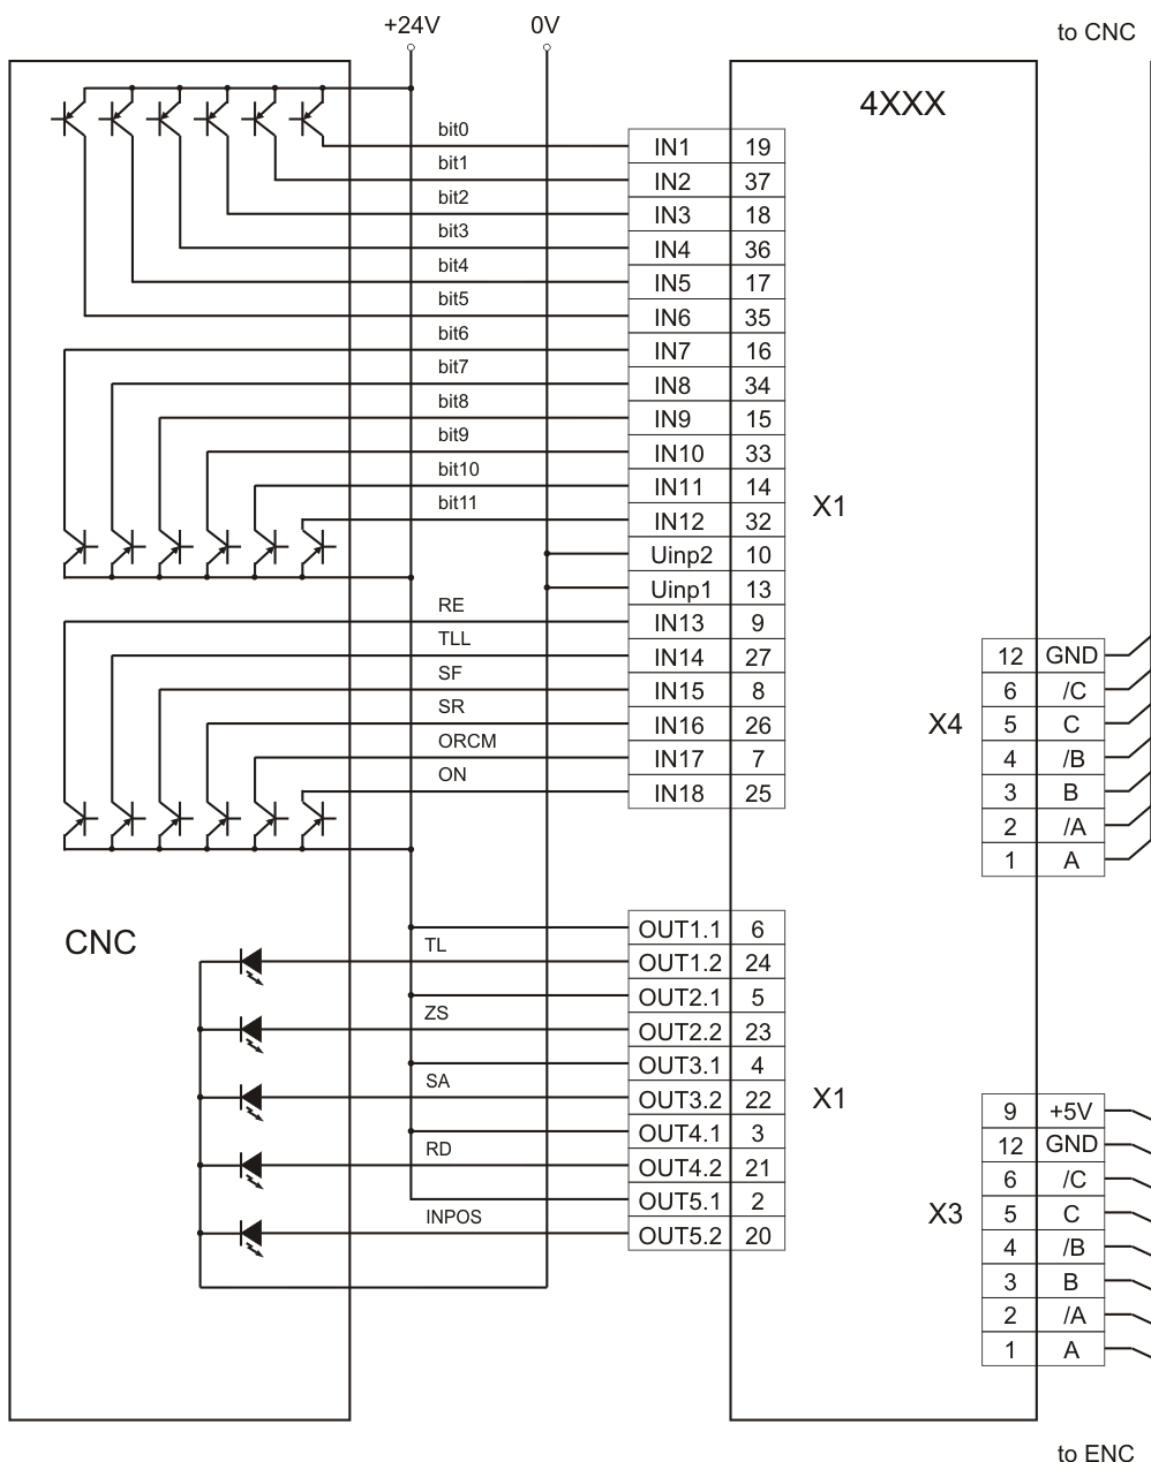 +24V 0V to CNC
4XXX
bit0
IN1 19
bit1
IN2 37
bit2
IN3 18
bit3
IN4 36
bit4
IN5 17
bit5
IN6 35
bit6
IN7 16
bit7
IN8 34
bit8
IN9 15
bit9
IN10 33
bit10
IN11 14
X1
bit11
IN12 32
Uinp2 10
Uinp1 13
RE
IN13 9
TLL
IN14 27
12 GND
SF
IN15 8
6 /C
SR
IN16 26
X4
5 C
ORCM
IN17 7
4 /B
ON
IN18 25
3 B
2 /A
1 A
CNC
OUT1.1 6
TL
OUT1.2 24
OUT2.1 5
ZS
OUT2.2 23
OUT3.1 4
SA
OUT3.2 22
X1
9 +5V
OUT4.1 3
12 GND
RD
OUT4.2 21
6 /C
OUT5.1 2
X3
5 C
INPOS
OUT5.2 20
4 /B
3 B
2 /A
1 A
to ENC